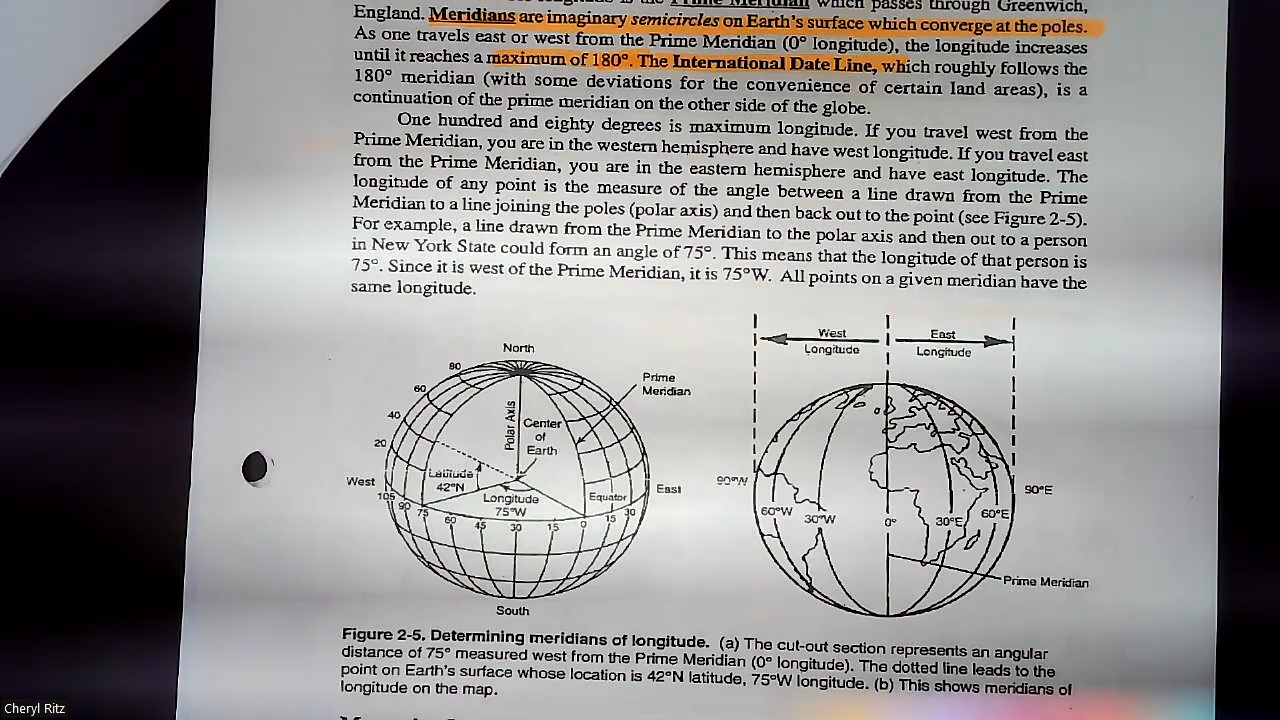 Prime Meridian which passes through Greenwich,
England. Meridians are imaginary semicircles on Earth's surface which converge at the poles.
As one travels east or west from the Prime Meridian (0° longitude), the longitude increases
until it reaches a maximum of 180°. The International Date Line, which roughly follows the
180° meridian (with some deviations for the convenience of certain land areas), is a
continuation of the prime meridian on the other side of the globe.
One hundred and eighty degrees is maximum longitude. If you travel west from the
Prime Meridian, you are in the western hemisphere and have west longitude. If you travel east
from the Prime Meridian, you are in the eastern hemisphere and have east longitude. The
longitude of any point is the measure of the angle between a line drawn from the Prime
Meridian to a line joining the poles (polar axis) and then back out to the point (see Figure 2-5).
For example, a line drawn from the Prime Meridian to the polar axis and then out to a person
in New York State could form an angle of 75°. This means that the longitude of that person is
75°. Since it is west of the Prime Meridian, it is 75°W. All points on a given meridian have the
same longitude.
North
80
60
40
20
West
105
90
75
60
45
30
15
0
15
30
Polar Axis
Center
of
Earth
Latitude
42°N
Longitude
75°W
Equator
East
Prime
Meridian
South
West
Longitude
East
Longitude
90°W
60°W
30°W
0°
30°E
60°E
90°E
Prime Meridian
Figure 2-5. Determining meridians of longitude. (a) The cut-out section represents an angular
distance of 75° measured west from the Prime Meridian (0° longitude). The dotted line leads to the
point on Earth's surface whose location is 42°N latitude, 75°W longitude. (b) This shows meridians of
longitude on the map.
Cheryl Ritz